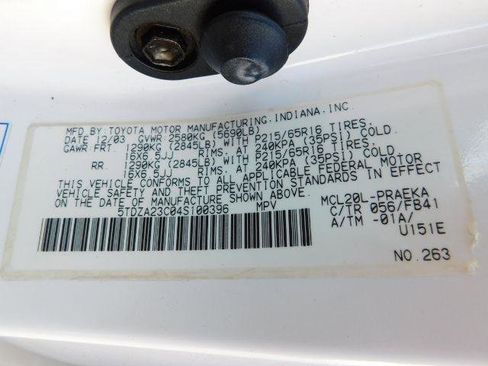 MFD.BY:TOYOTA MOTOR MANUFACTURING.INDIANA.INC
DATE 12/03 GVWR 2580KG (5690LB)
GAWR FRT 1290KG (2845LB) WITH P215/65R16 TIRES.
16X6.5JJ RIMS. AT 240KPA (35PSI) COLD.
RR 1290KG (2845LB) WITH P215/65R16 TIRES.
16X6.5JJ RIMS. AT 240KPA (35PSI) COLD.
THIS VEHICLE CONFORMS TO ALL APPLICABLE FEDERAL MOTOR
VEHICLE SAFETY AND THEFT PREVENTION STANDARDS IN EFFECT
ON THE DATE OF MANUFACTURE SHOWN ABOVE.
5TDZA23C04S100396 MPV MCL20L-PRAEKA
C/TR 056/FB41
A/TM -01A/
U151E
NO.263